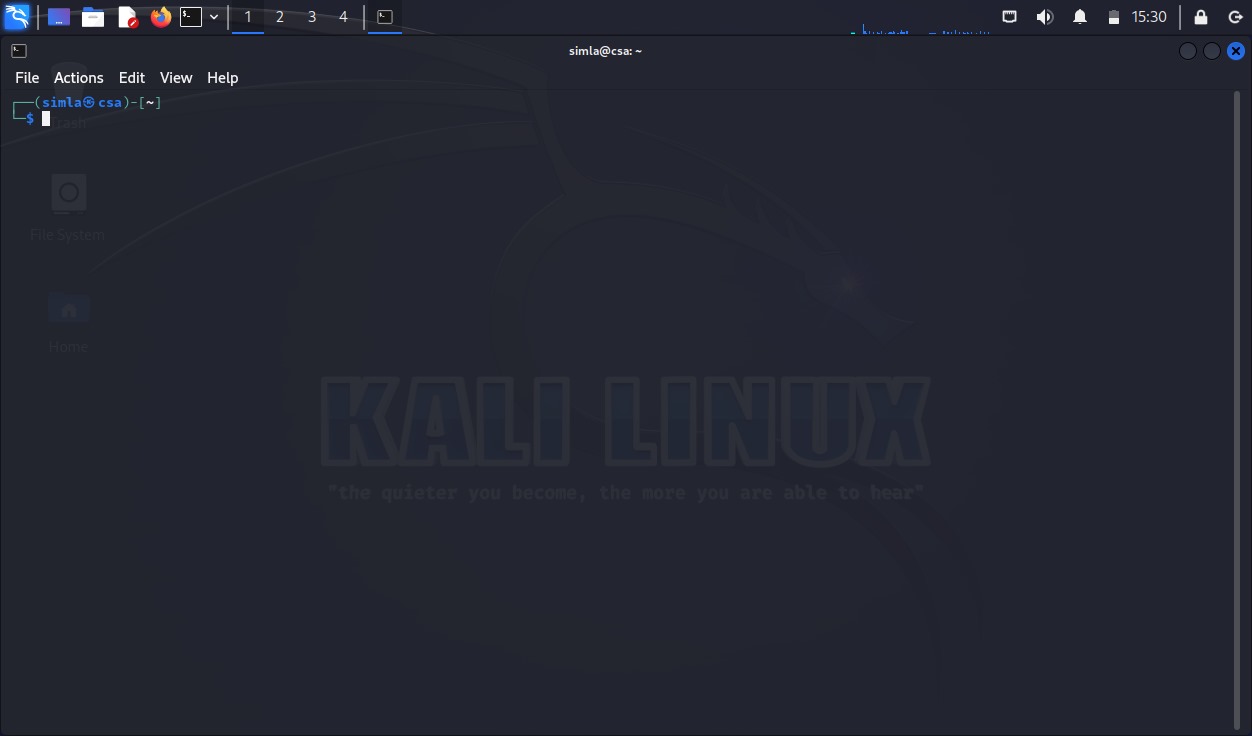 1 2 3 4 15:30
simla@csa: ~
File Actions Edit View Help
┌──(simla㉿csa)-[~]
└─$
Trash
File System
Home
KALI LINUX
"the quieter you become, the more you are able to hear"